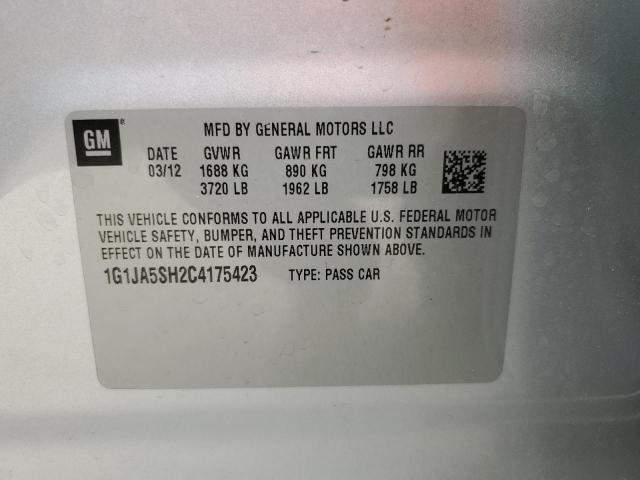 GM
MFD BY GENERAL MOTORS LLC
DATE GVWR GAWR FRT GAWR RR
03/12 1688 KG 890 KG 798 KG
3720 LB 1962 LB 1758 LB
THIS VEHICLE CONFORMS TO ALL APPLICABLE U.S. FEDERAL MOTOR
VEHICLE SAFETY, BUMPER, AND THEFT PREVENTION STANDARDS IN
EFFECT ON THE DATE OF MANUFACTURE SHOWN ABOVE.
1G1JA5SH2C4175423 TYPE: PASS CAR